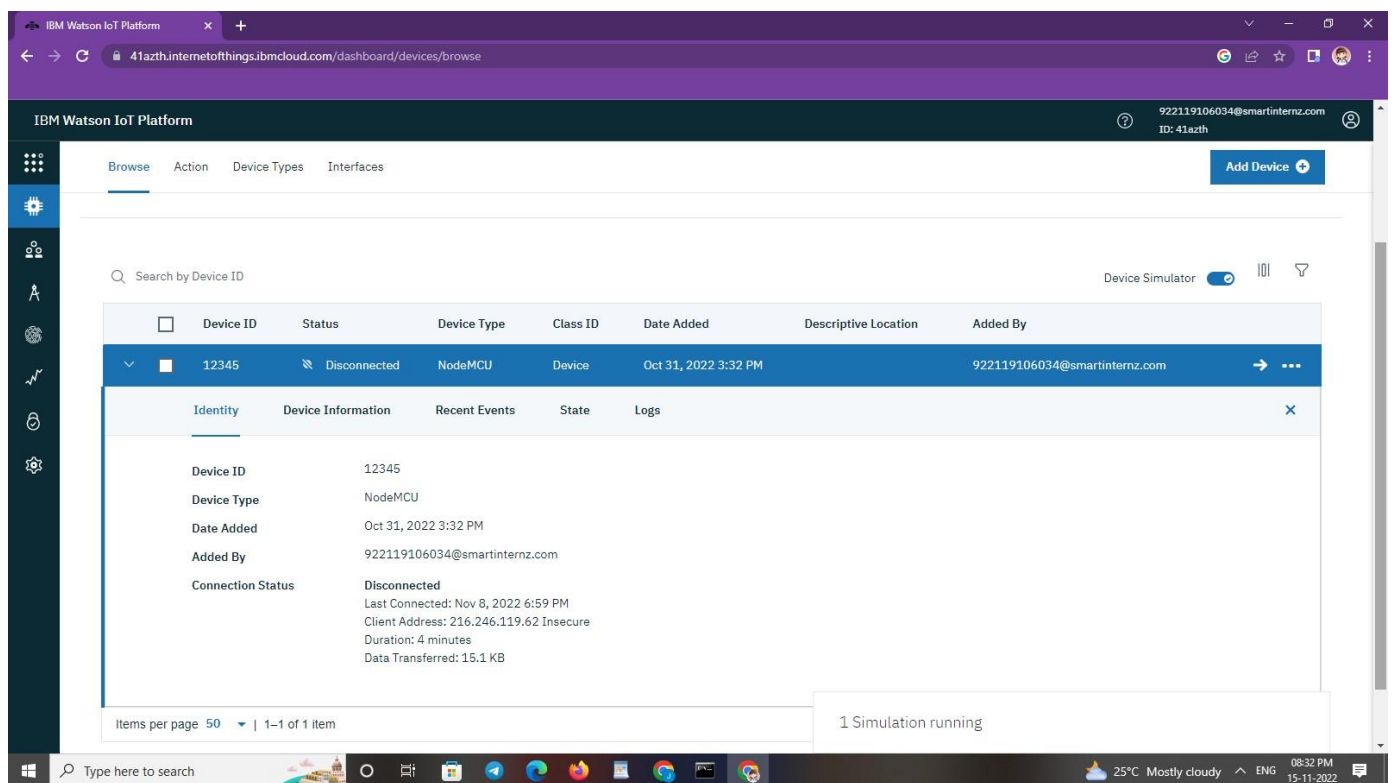 IBM Watson IoT Platform
41azth.internetofthings.ibmcloud.com/dashboard/devices/browse
IBM Watson IoT Platform
922119106034@smartinternz.com
ID: 41azth
Browse Action Device Types Interfaces
Add Device
Search by Device ID
Device Simulator
Device ID Status Device Type Class ID Date Added Descriptive Location Added By
12345 Disconnected NodeMCU Device Oct 31, 2022 3:32 PM 922119106034@smartinternz.com
Identity Device Information Recent Events State Logs
Device ID 12345
Device Type NodeMCU
Date Added Oct 31, 2022 3:32 PM
Added By 922119106034@smartinternz.com
Connection Status Disconnected
Last Connected: Nov 8, 2022 6:59 PM
Client Address: 216.246.119.62 Insecure
Duration: 4 minutes
Data Transferred: 15.1 KB
Items per page 50 | 1–1 of 1 item
1 Simulation running
Type here to search
25°C Mostly cloudy ENG
08:32 PM
15-11-2022